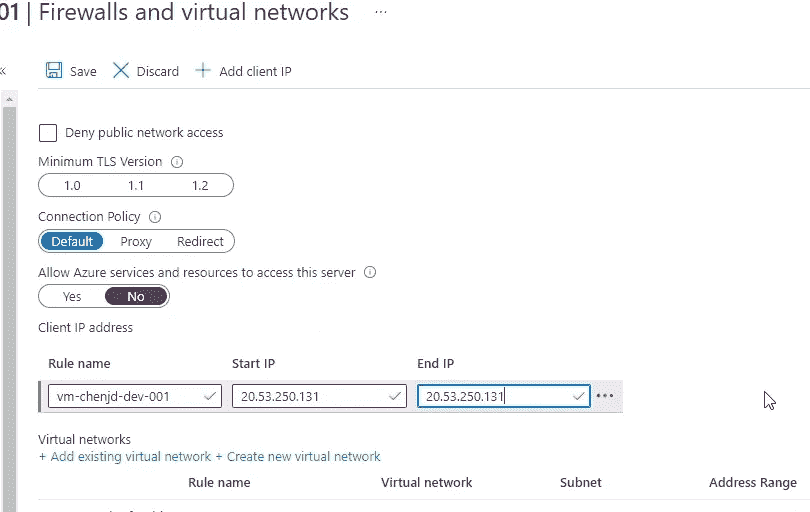 01 | Firewalls and virtual networks ...
« Save Discard + Add client IP
Deny public network access
Minimum TLS Version
1.0 1.1 1.2
Connection Policy
Default Proxy Redirect
Allow Azure services and resources to access this server
Yes No
Client IP address
Rule name Start IP End IP
vm-chenjd-dev-001 20.53.250.131 20.53.250.131 ...
Virtual networks
+ Add existing virtual network + Create new virtual network
Rule name Virtual network Subnet Address Range